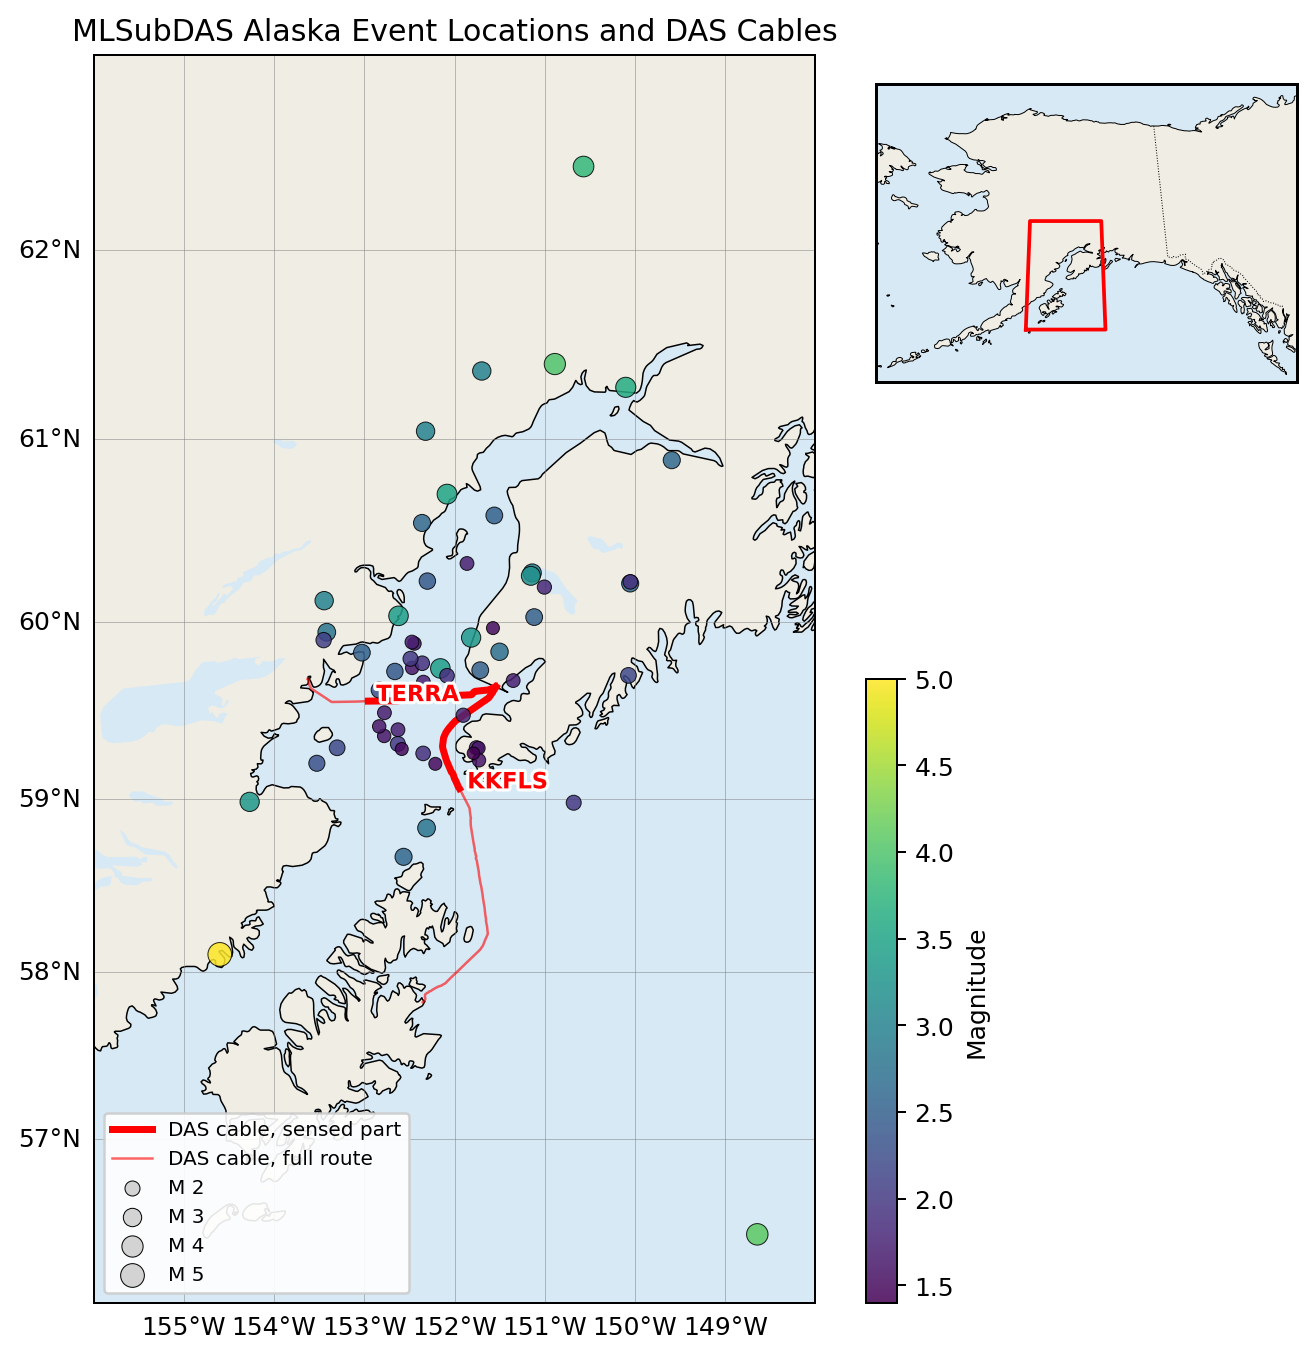 MLSubDAS Alaska Event Locations and DAS Cables
62°N
61°N
60°N
59°N
58°N
57°N
TERRA
KKFLS
DAS cable, sensed part
DAS cable, full route
M 2
M 3
M 4
M 5
155°W 154°W 153°W 152°W 151°W 150°W 149°W
5.0
4.5
4.0
3.5
3.0
2.5
2.0
1.5
Magnitude